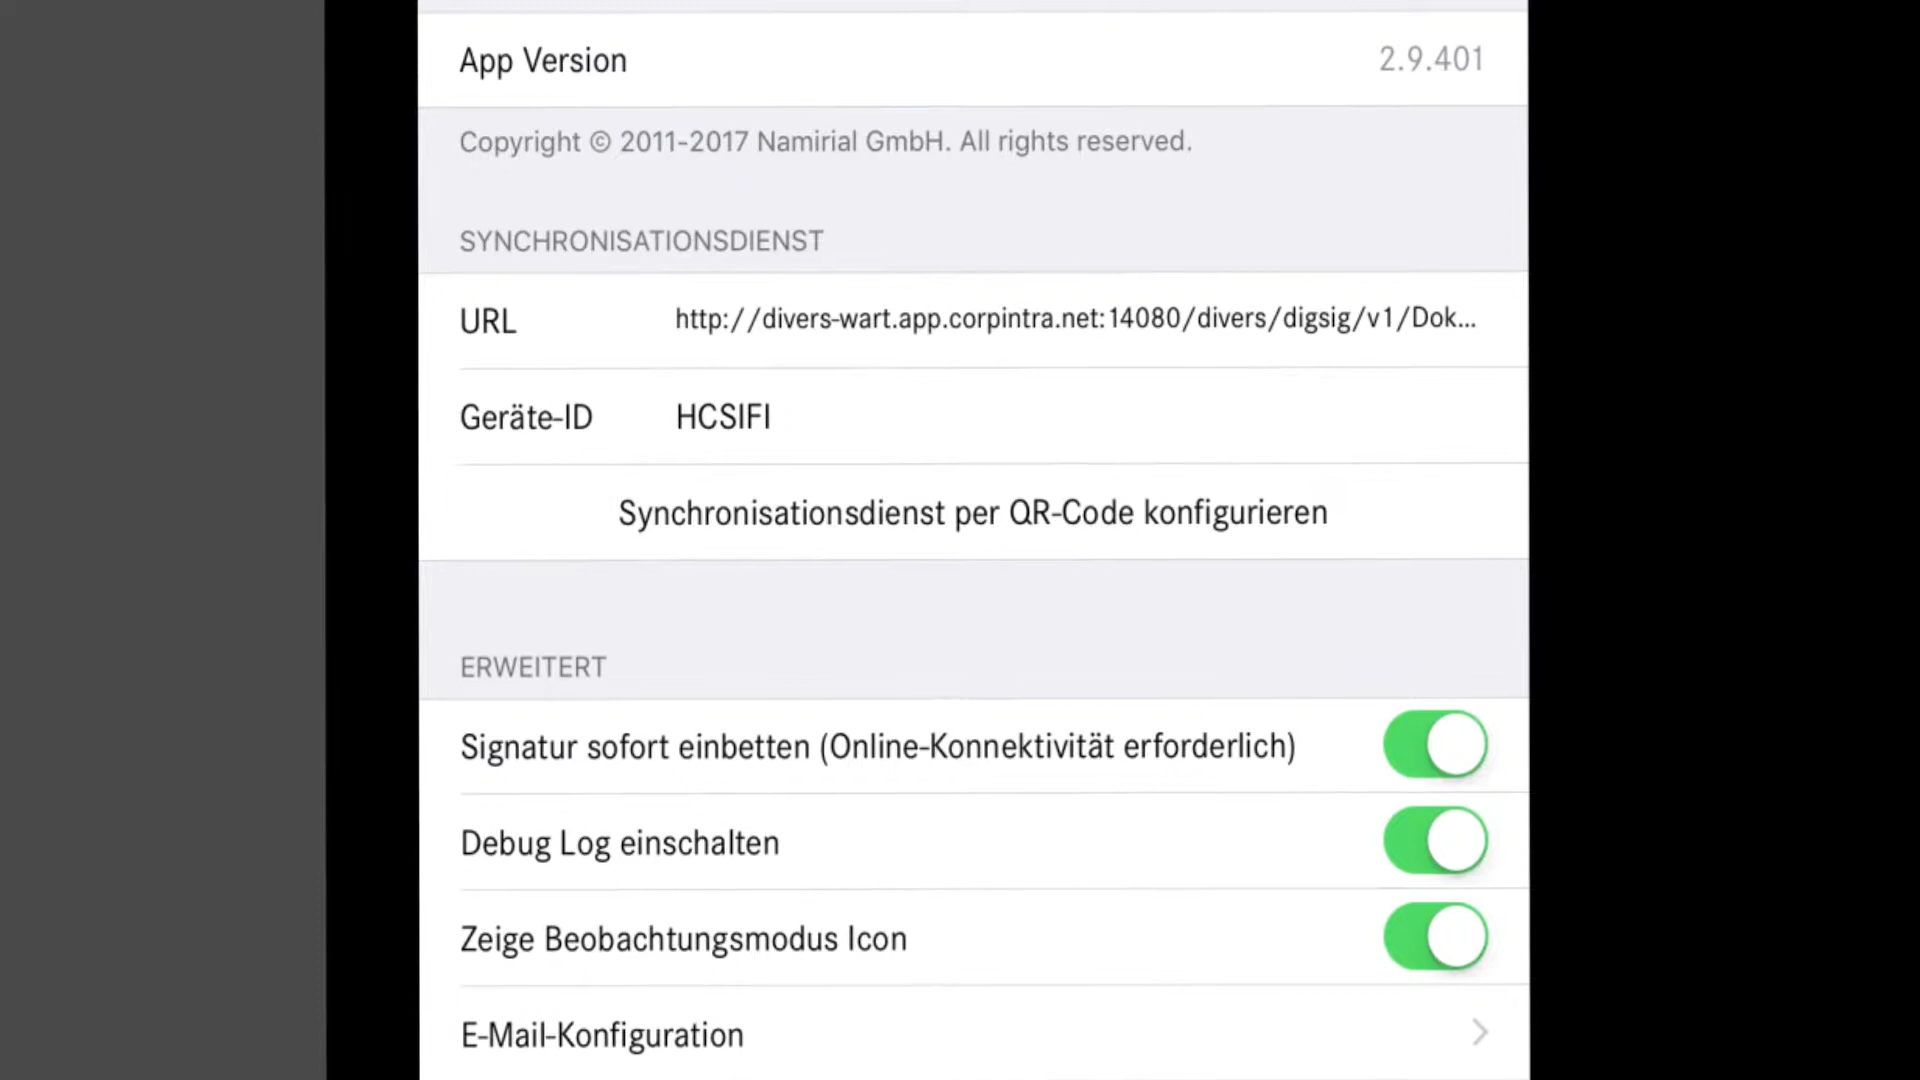 App Version 2.9.401
Copyright © 2011-2017 Namirial GmbH. All rights reserved.
SYNCHRONISATIONSDIENST
URL http://divers-wart.app.corpintra.net:14080/divers/digsig/v1/Dok...
Geräte-ID HCSIFI
Synchronisationsdienst per QR-Code konfigurieren
ERWEITERT
Signatur sofort einbetten (Online-Konnektivität erforderlich)
Debug Log einschalten
Zeige Beobachtungsmodus Icon
E-Mail-Konfiguration